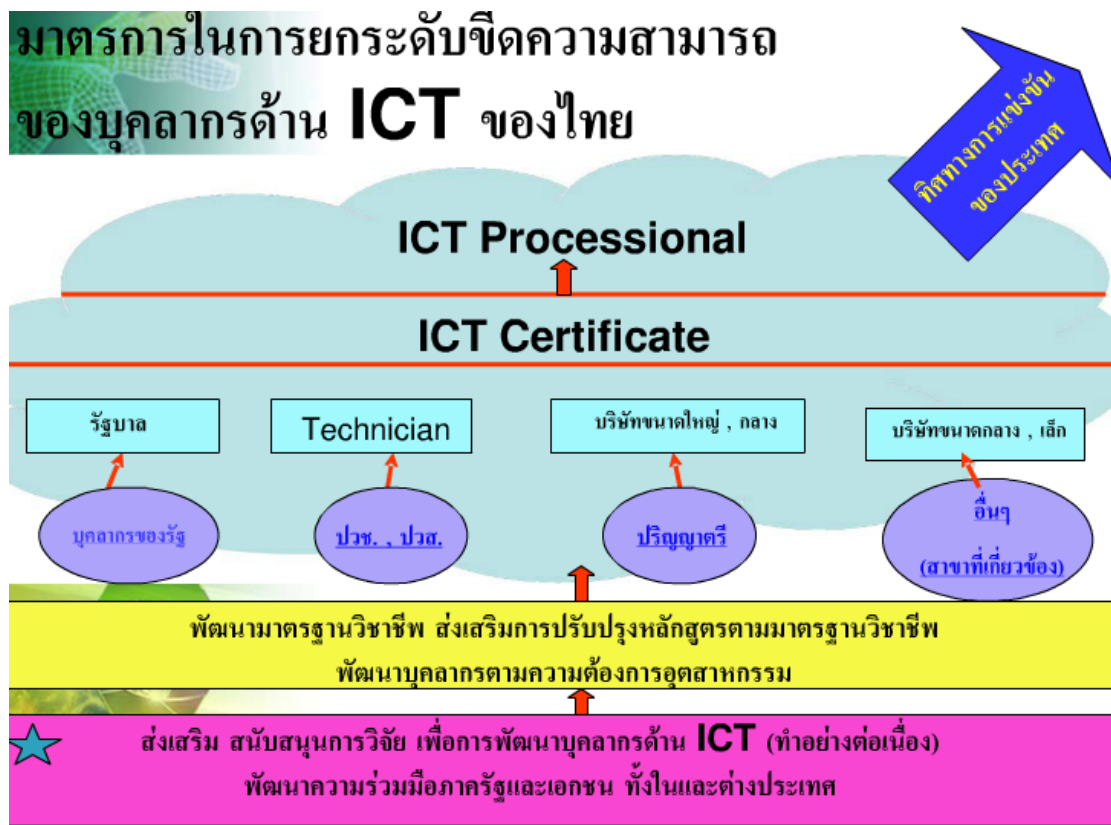 มาตรการในการยกระดับขีดความสามารถ
ของบุคลากรด้าน ICT ของไทย
ทิศทางการแข่งขัน
ของประเทศ
ICT Processional
ICT Certificate
รัฐบาล
Technician
บริษัทขนาดใหญ่ , กลาง
บริษัทขนาดกลาง , เล็ก
บุคลากรของรัฐ
ปวช. , ปวส.
ปริญญาตรี
อื่นๆ
(สาขาที่เกี่ยวข้อง)
พัฒนามาตรฐานวิชาชีพ ส่งเสริมการปรับปรุงหลักสูตรตามมาตรฐานวิชาชีพ
พัฒนาบุคลากรตามความต้องการอุตสาหกรรม
ส่งเสริม สนับสนุนการวิจัย เพื่อการพัฒนาบุคลากรด้าน ICT (ทำอย่างต่อเนื่อง)
พัฒนาความร่วมมือภาครัฐและเอกชน ทั้งในและต่างประเทศ